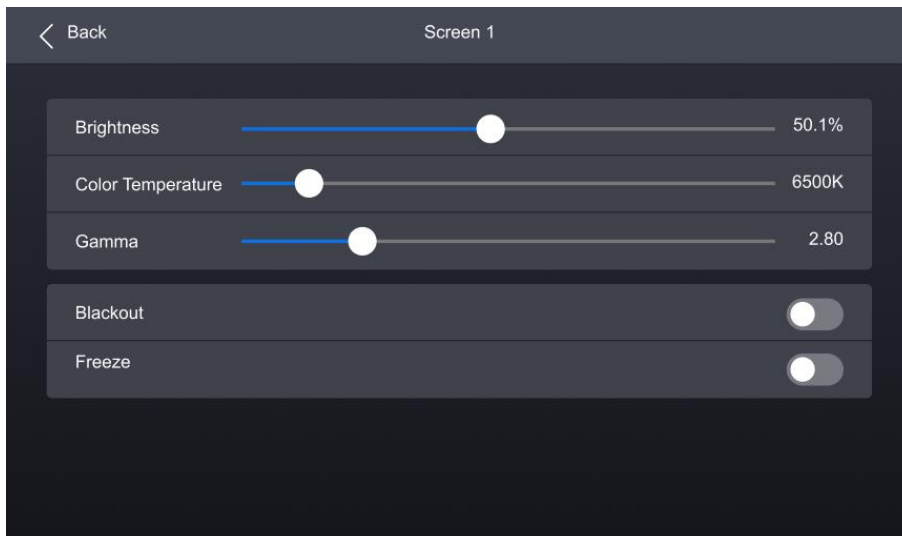 Back
Screen 1
Brightness 50.1%
Color Temperature 6500K
Gamma 2.80
Blackout
Freeze